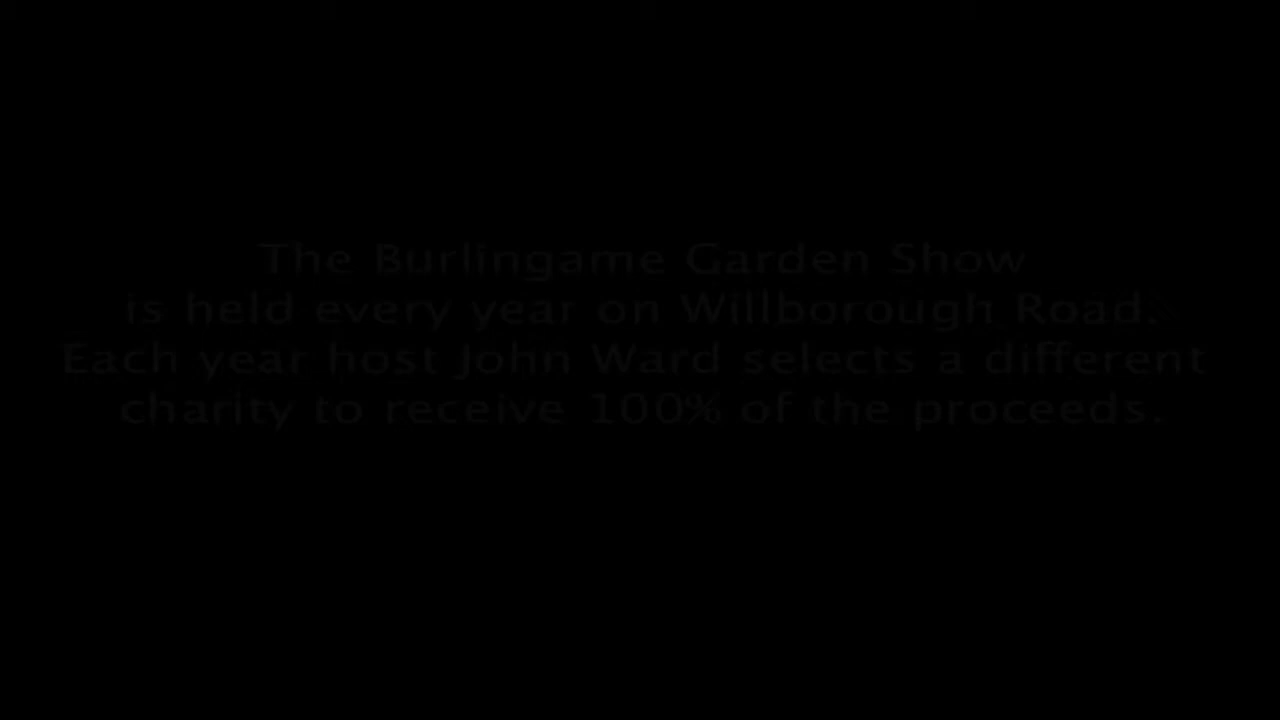 The Burlingame Garden Show
is held every year on Willborough Road.
Each year host John Ward selects a different
charity to receive 100% of the proceeds.